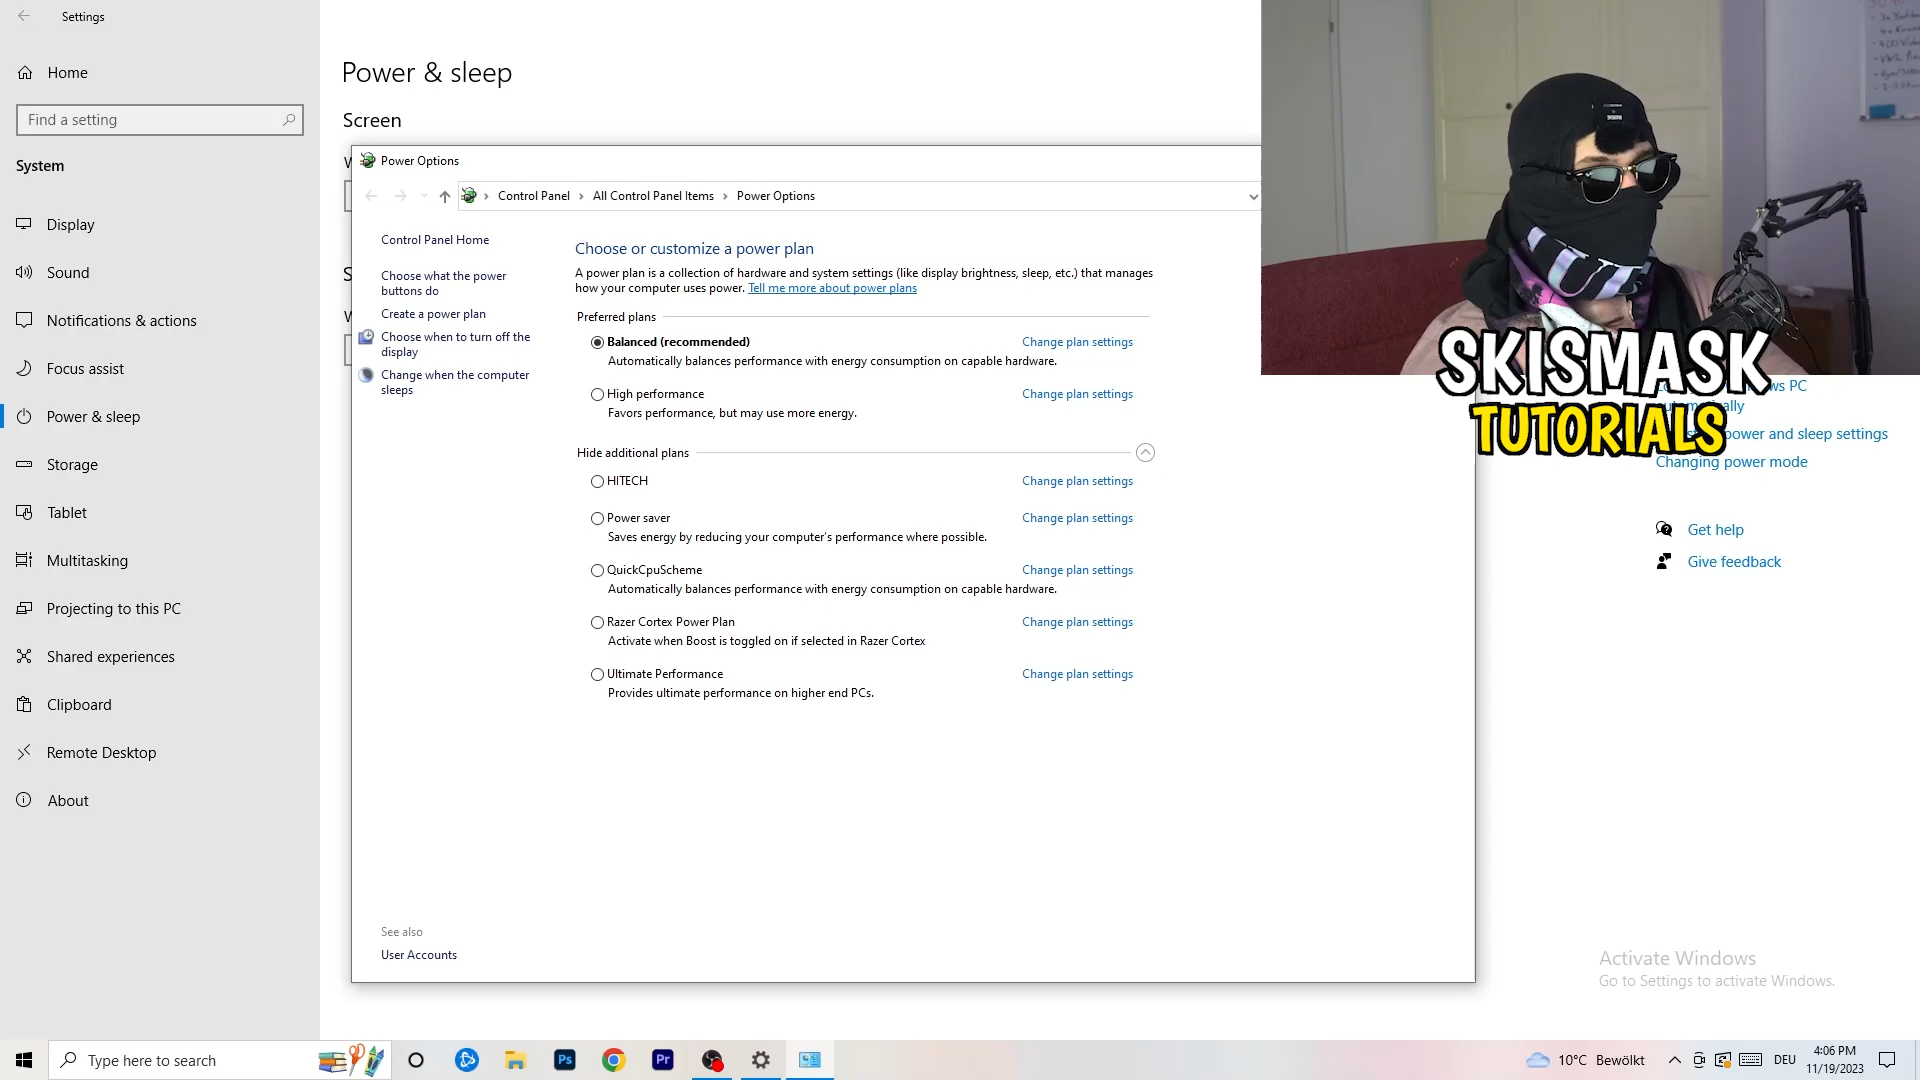 Settings
Home
Find a setting
System
Display
Sound
Notifications & actions
Focus assist
Power & sleep
Storage
Tablet
Multitasking
Projecting to this PC
Shared experiences
Clipboard
Remote Desktop
About
Power & sleep
Screen
Power Options
Control Panel
All Control Panel Items
Power Options
Control Panel Home
Choose what the power
buttons do
Create a power plan
Choose when to turn off the
display
Change when the computer
sleeps
See also
User Accounts
Choose or customize a power plan
A power plan is a collection of hardware and system settings (like display brightness, sleep, etc.) that manages
how your computer uses power. Tell me more about power plans
Preferred plans
Balanced (recommended) Change plan settings
Automatically balances performance with energy consumption on capable hardware.
High performance Change plan settings
Favors performance, but may use more energy.
Hide additional plans
HITECH Change plan settings
Power saver Change plan settings
Saves energy by reducing your computer's performance where possible.
QuickCpuScheme Change plan settings
Automatically balances performance with energy consumption on capable hardware.
Razer Cortex Power Plan Change plan settings
Activate when Boost is toggled on if selected in Razer Cortex
Ultimate Performance Change plan settings
Provides ultimate performance on higher end PCs.
SKISMASK
TUTORIALS
PC
power and sleep settings
Changing power mode
Get help
Give feedback
Activate Windows
Go to Settings to activate Windows.
Type here to search
Ps
Pr
10°C Bewölkt
DEU
4:06 PM
11/19/2023